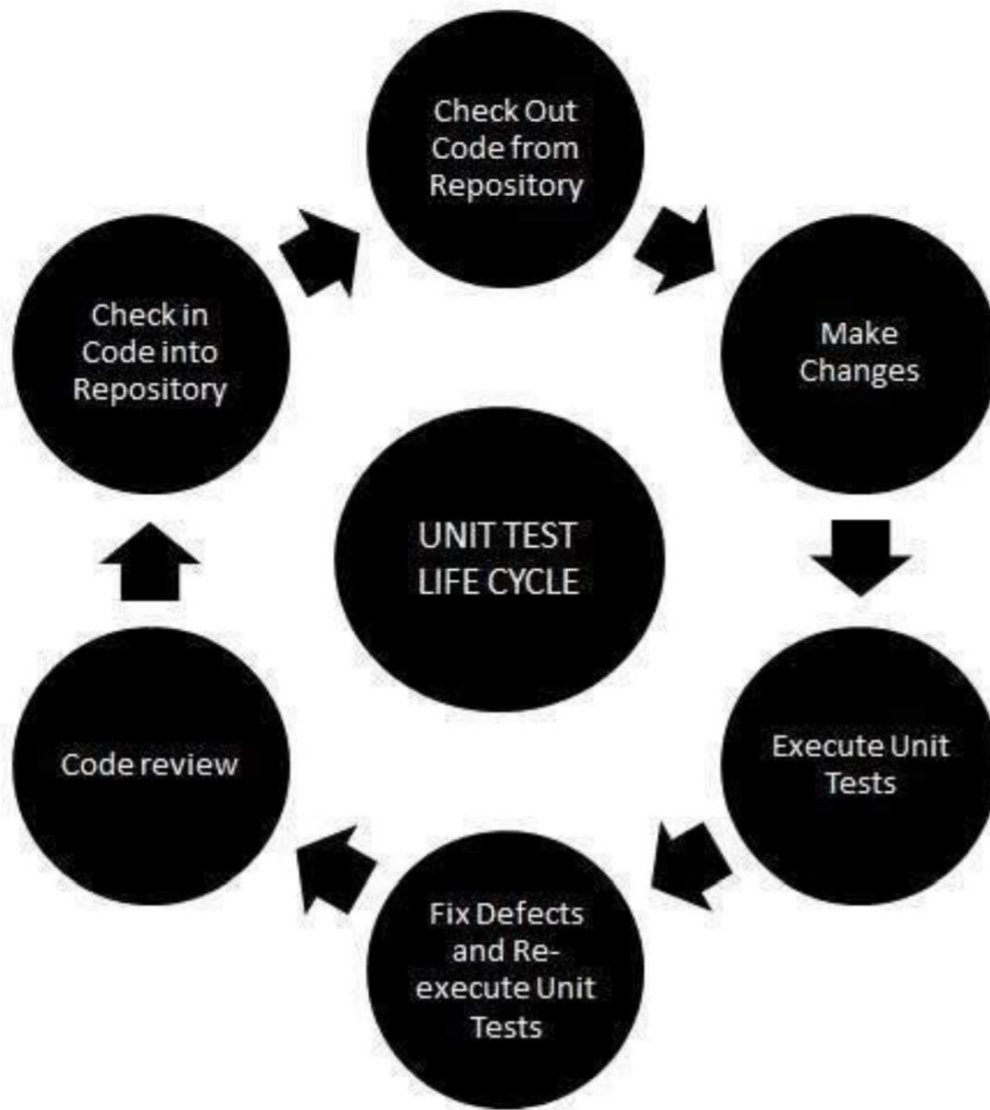 Check Out
Code from
Repository
Make
Changes
Execute Unit
Tests
Fix Defects
and Re-
execute Unit
Tests
Code review
Check in
Code into
Repository
UNIT TEST
LIFE CYCLE